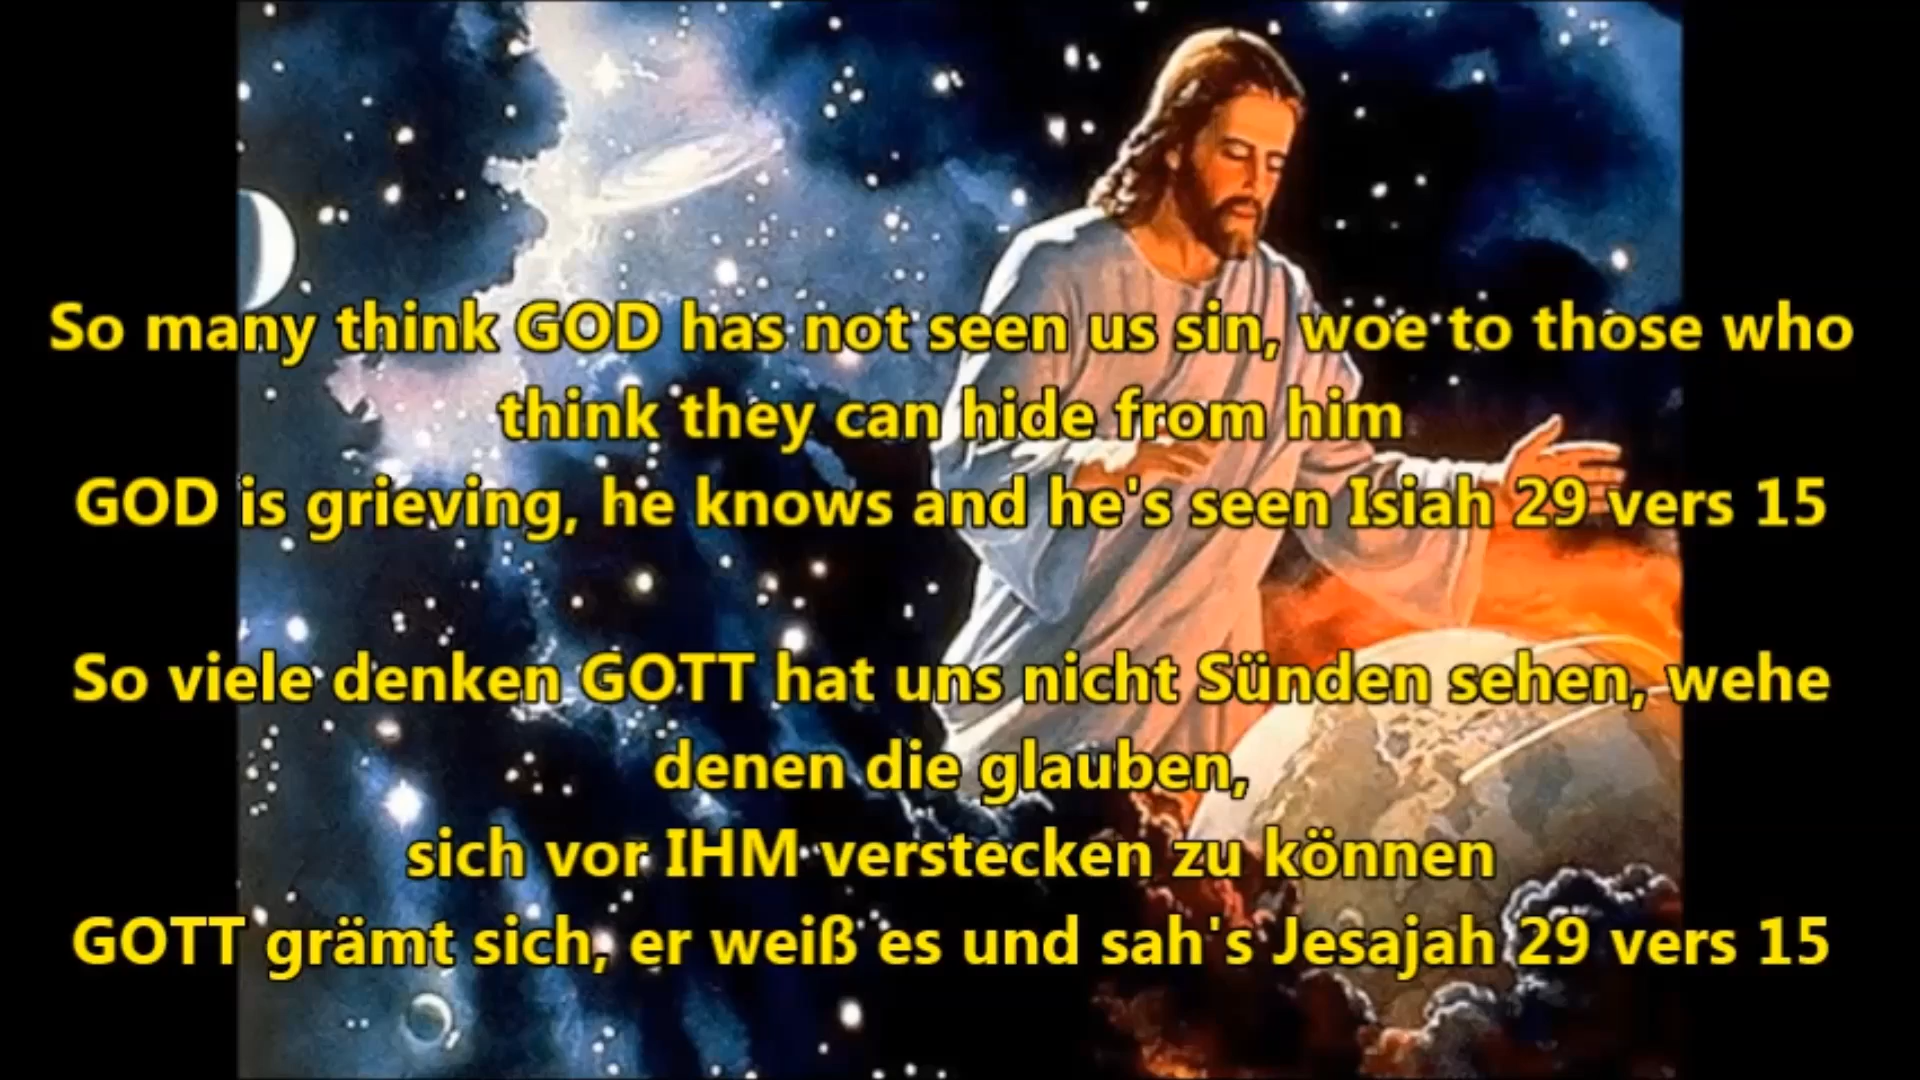 So many think GOD has not seen us sin, woe to those who
think they can hide from him
GOD is grieving, he knows and he's seen Isiah 29 vers 15
So viele denken GOTT hat uns nicht Sünden sehen, wehe
denen die glauben,
sich vor IHM verstecken zu können
GOTT grämt sich, er weiß es und sah's Jesajah 29 vers 15